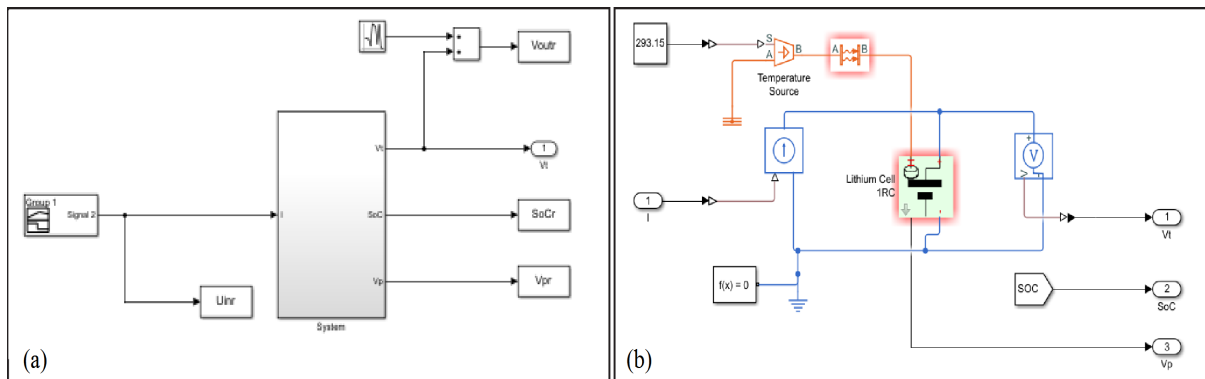 Voutr
Vt
1
Vt
Group 1
Signal 2
I
SoC
SoCr
Vp
Vpr
Uinr
System
(a)
293.15
S
A
B
A
B
Temperature
Source
Lithium Cell
1RC
+
V
1
I
1
Vt
f(x) = 0
SOC
2
SoC
3
Vp
(b)